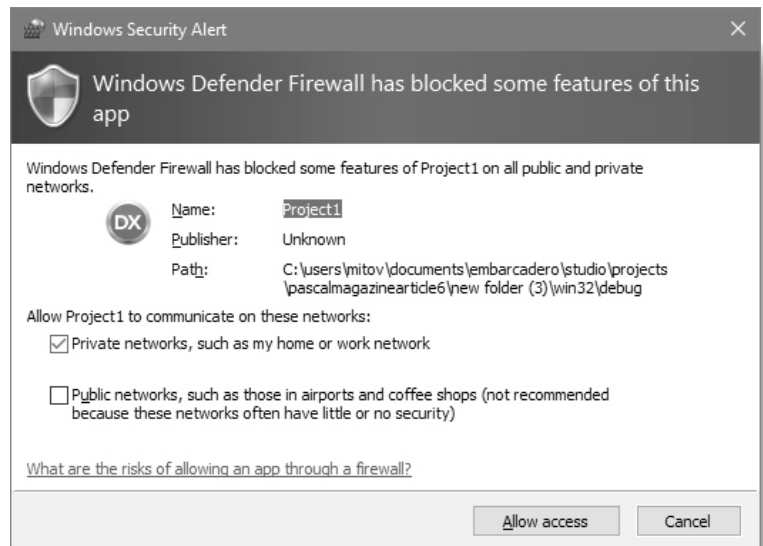 Windows Security Alert
Windows Defender Firewall has blocked some features of this
app
Windows Defender Firewall has blocked some features of Project1 on all public and private
networks.
DX
Name: Project1
Publisher: Unknown
Path: C:\users\mitov\documents\embarcadero\studio\projects
\pascalmagazinearticle6\new folder (3)\win32\debug
Allow Project1 to communicate on these networks:
Private networks, such as my home or work network
Public networks, such as those in airports and coffee shops (not recommended
because these networks often have little or no security)
What are the risks of allowing an app through a firewall?
Allow access Cancel